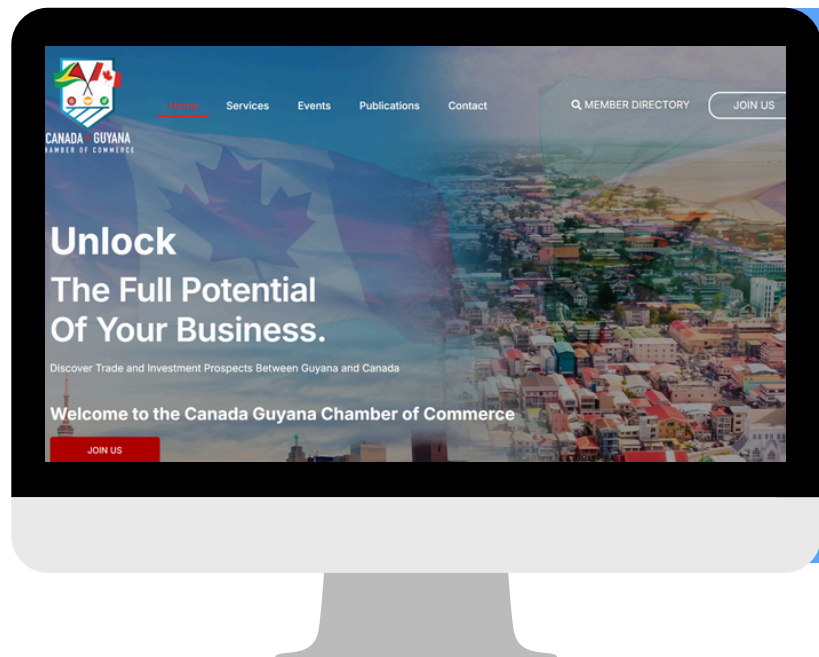 CANADA GUYANA
HAMBER OF COMMERCE
Home
Services
Events
Publications
Contact
MEMBER DIRECTORY
JOIN US
Unlock
The Full Potential
Of Your Business.
Discover Trade and Investment Prospects Between Guyana and Canada
Welcome to the Canada Guyana Chamber of Commerce
JOIN US